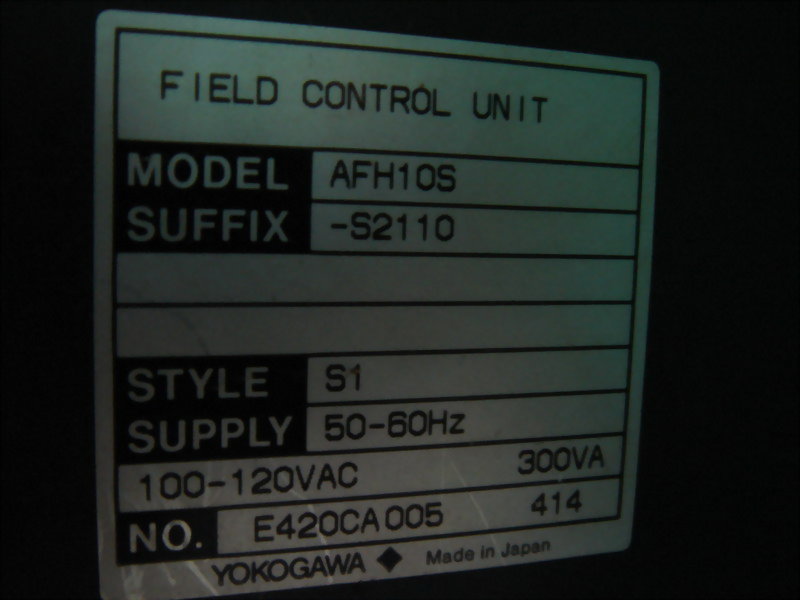 FIELD CONTROL UNIT
MODEL AFH10S
SUFFIX -S2110
STYLE S1
SUPPLY 50-60Hz
100-120VAC 300VA
NO. E420CA005 414
YOKOGAWA ◆ Made in Japan